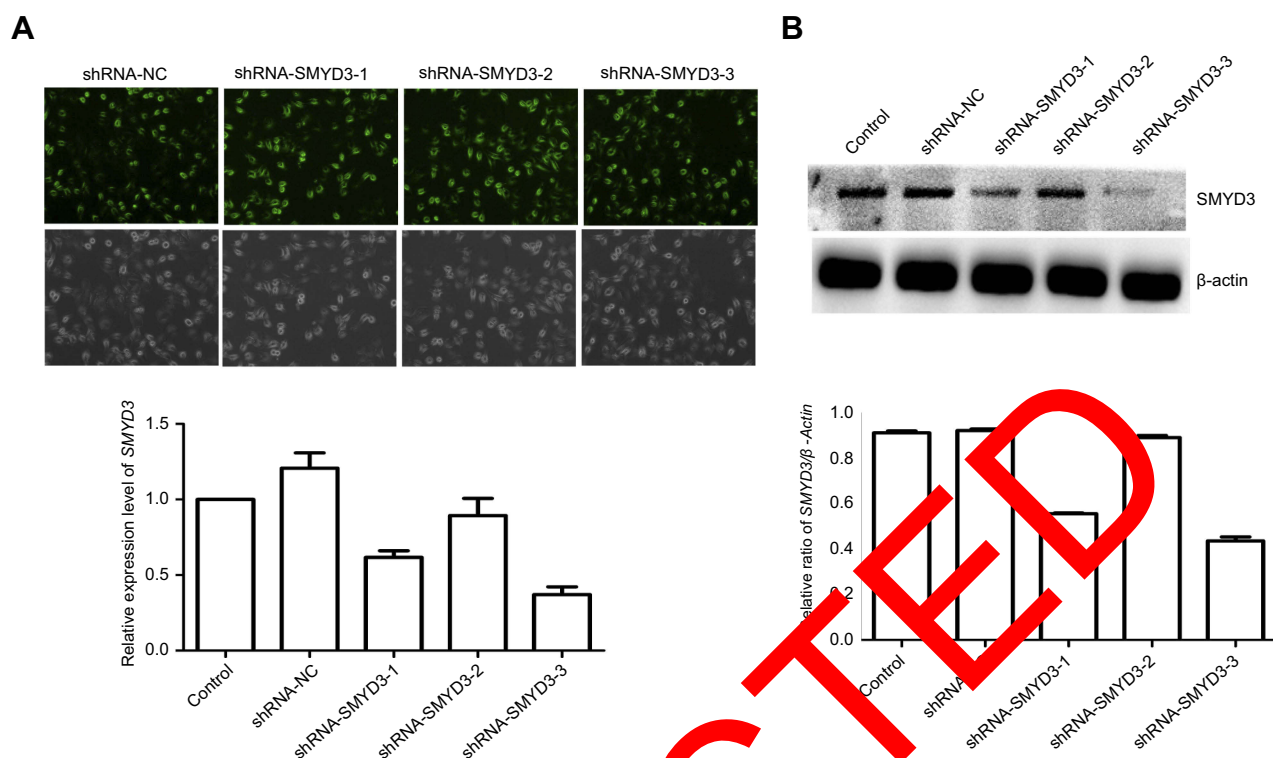 A
shRNA-NC
shRNA-SMYD3-1
shRNA-SMYD3-2
shRNA-SMYD3-3
Relative expression level of SMYD3
1.5
1.0
0.5
0.0
Control
shRNA-NC
shRNA-SMYD3-1
shRNA-SMYD3-2
shRNA-SMYD3-3
B
Control
shRNA-NC
shRNA-SMYD3-1
shRNA-SMYD3-2
shRNA-SMYD3-3
SMYD3
β-actin
ratio of SMYD3/β -Actin
1.0
0.8
0.6
0.4
0.2
0.0
Control
shRNA-SMYD3-1
shRNA-SMYD3-2
shRNA-SMYD3-3
CTED